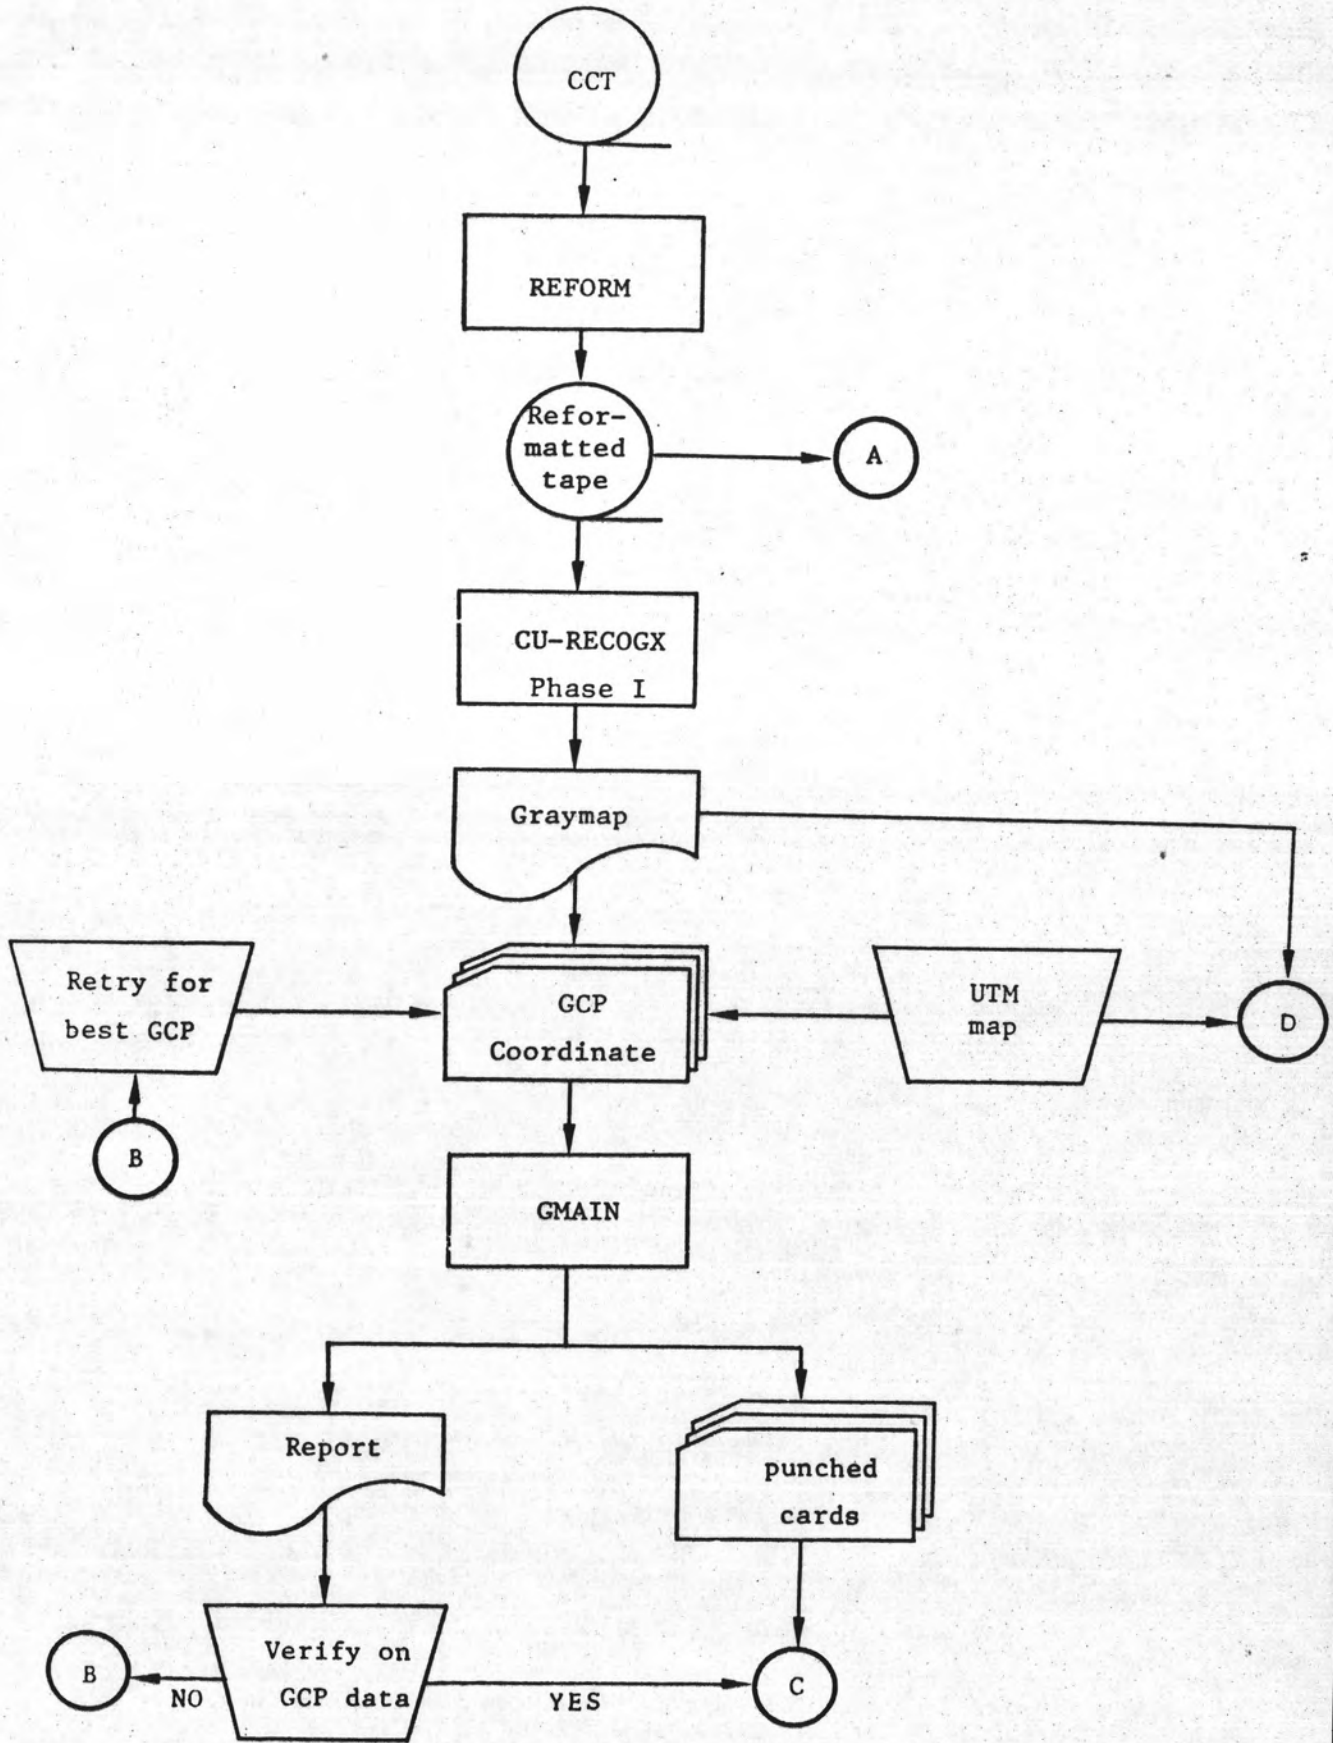 CCT
REFORM
Refor-
matted
tape
A
CU-RECOGX
Phase I
Graymap
Retry for
best GCP
GCP
Coordinate
UTM
map
D
B
GMAIN
Report
punched
cards
Verify on
GCP data
B
NO
YES
C